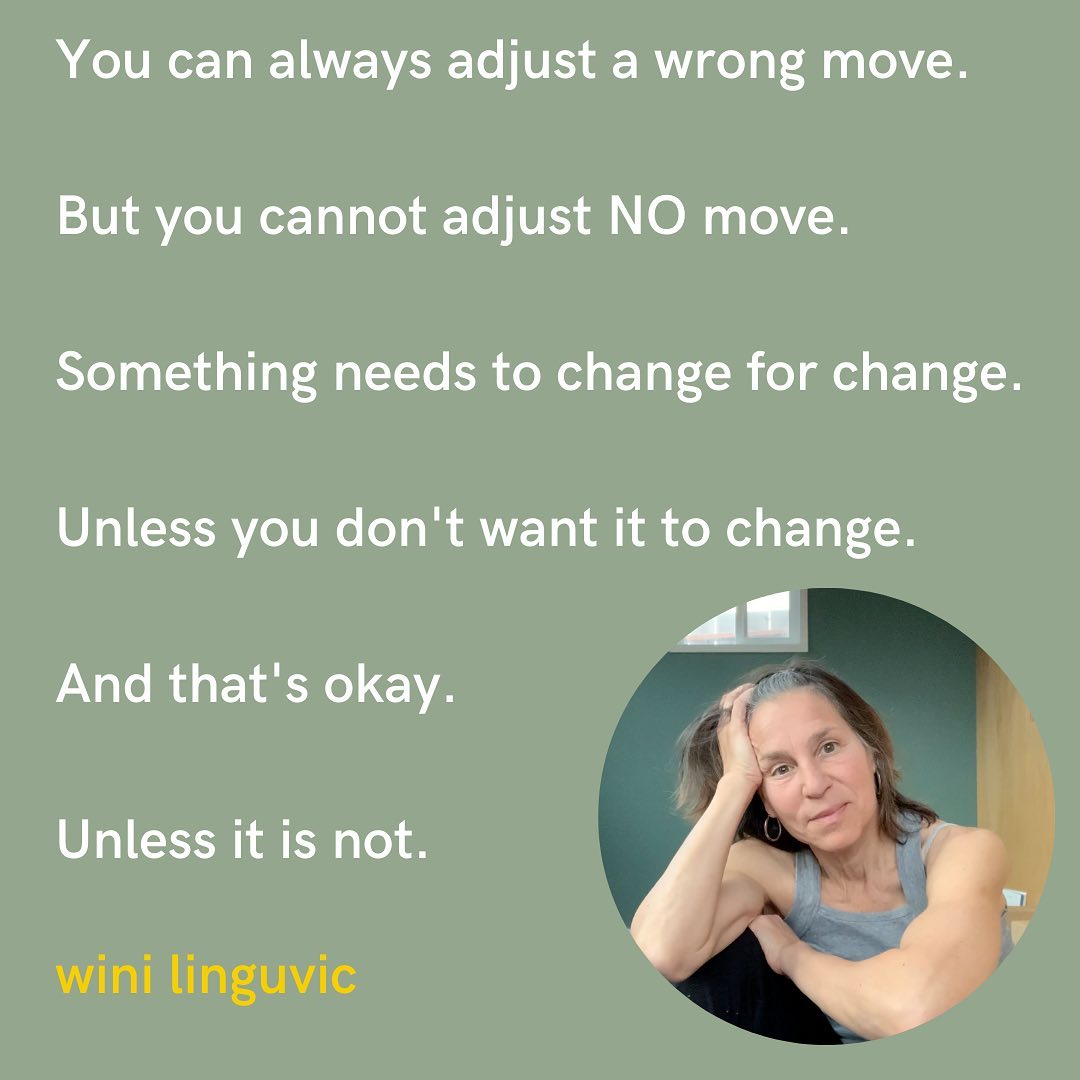 You can always adjust a wrong move.
But you cannot adjust NO move.
Something needs to change for change.
Unless you don't want it to change.
And that's okay.
Unless it is not.
wini linguvic